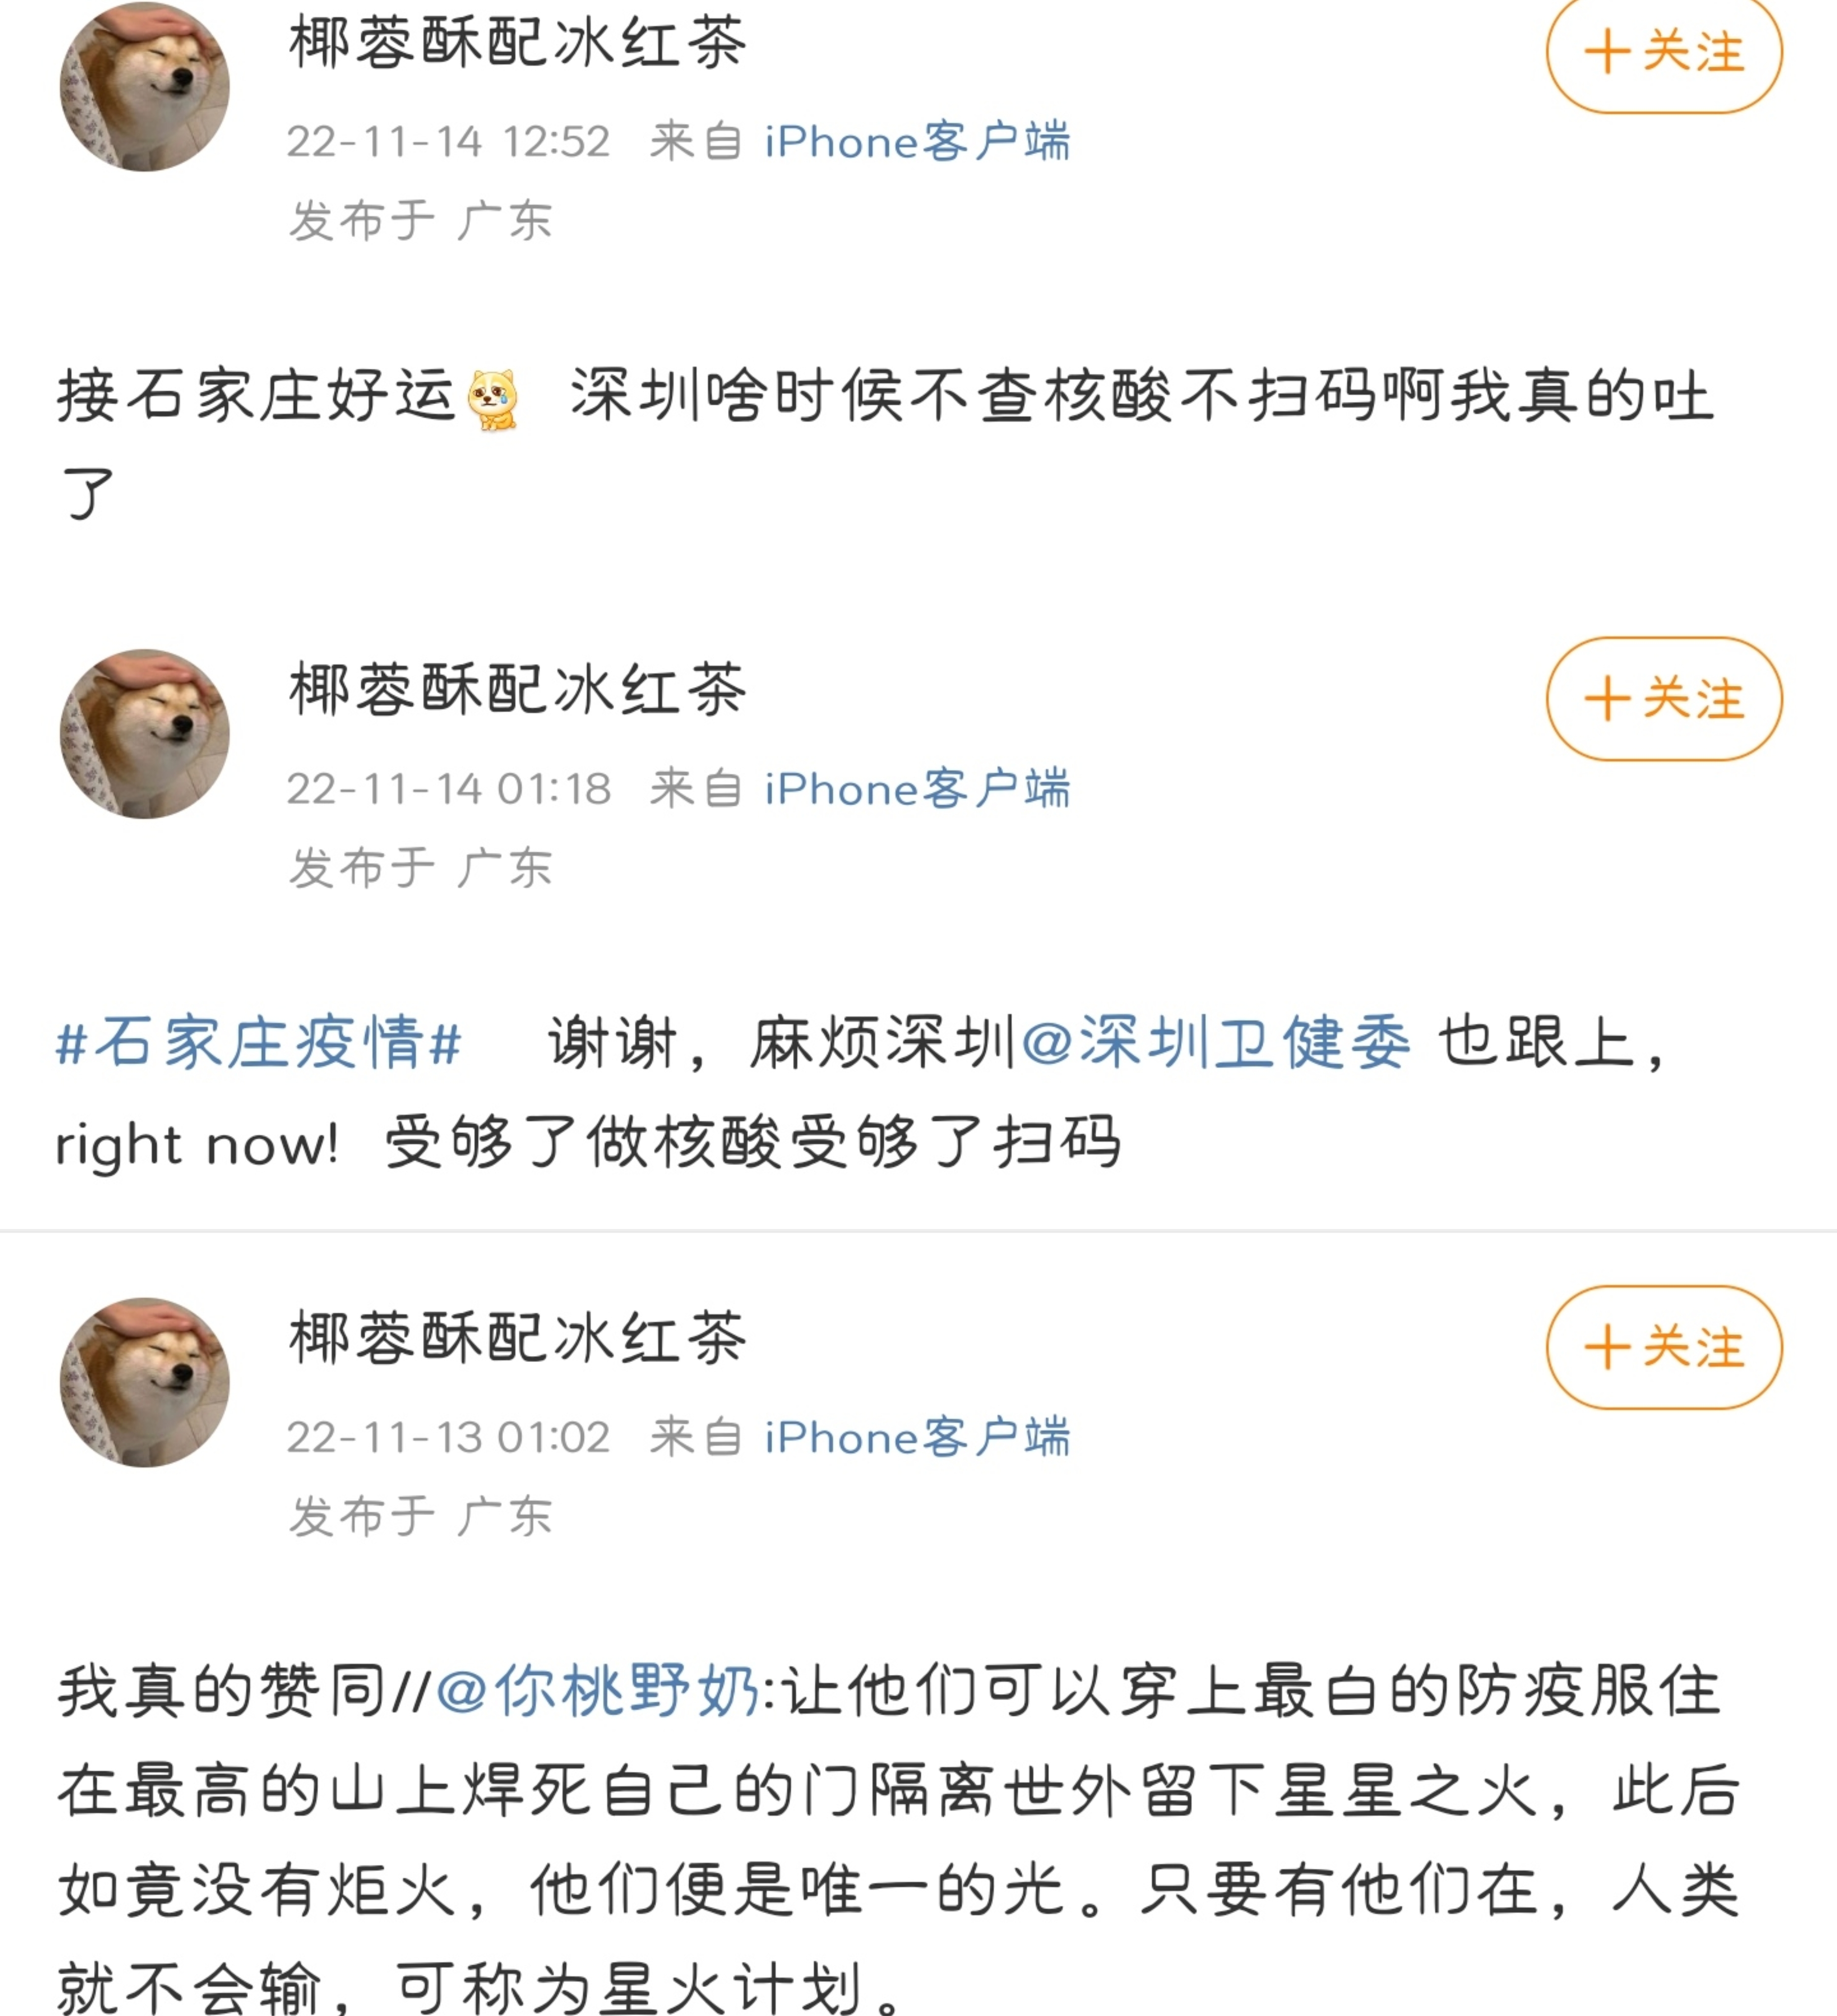 椰蓉酥配冰红茶
+关注
22-11-14 12:52 来自 iPhone客户端
发布于 广东
接石家庄好运 深圳啥时候不查核酸不扫码啊我真的吐
了
椰蓉酥配冰红茶
+关注
22-11-14 01:18 来自 iPhone客户端
发布于 广东
#石家庄疫情# 谢谢，麻烦深圳@深圳卫健委 也跟上，
right now! 受够了做核酸受够了扫码
椰蓉酥配冰红茶
+关注
22-11-13 01:02 来自 iPhone客户端
发布于 广东
我真的赞同//@你桃野奶:让他们可以穿上最白的防疫服住
在最高的山上焊死自己的门隔离世外留下星星之火，此后
如竟没有炬火，他们便是唯一的光。只要有他们在，人类
就不会输，可称为星火计划。